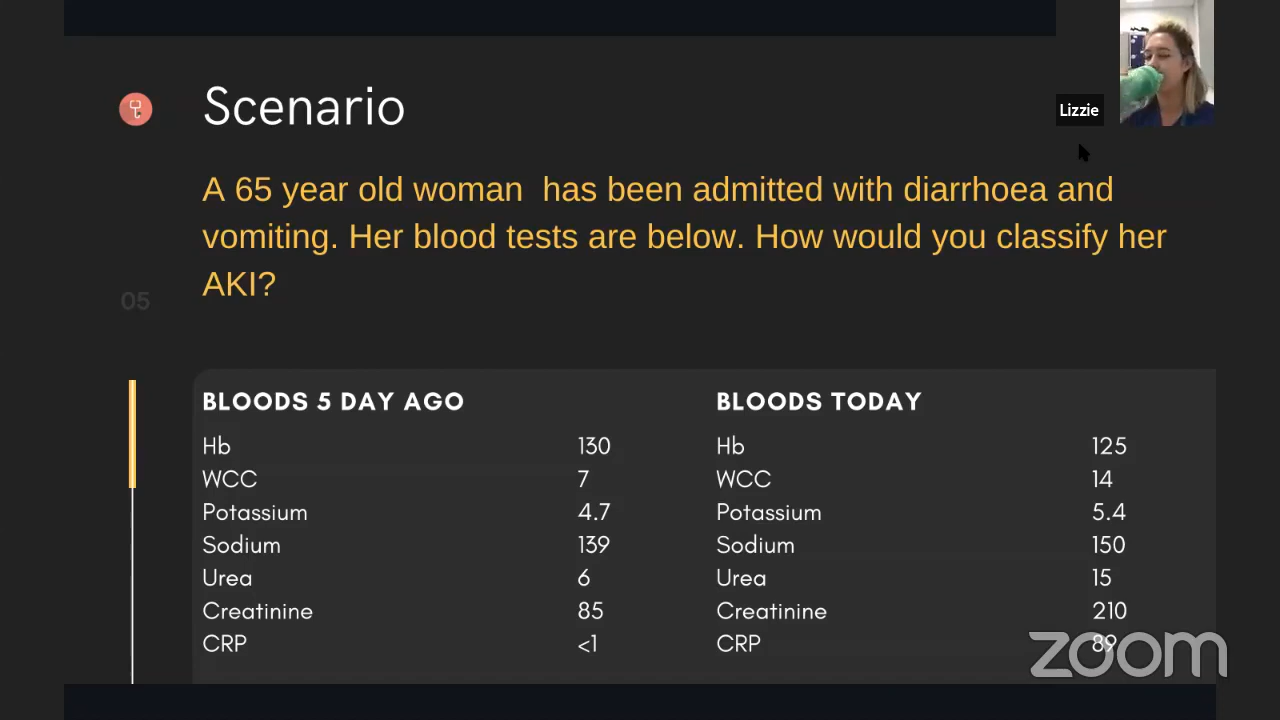 Scenario
Lizzie
A 65 year old woman has been admitted with diarrhoea and
vomiting. Her blood tests are below. How would you classify her
AKI?
05
BLOODS 5 DAY AGO
Hb 130
WCC 7
Potassium 4.7
Sodium 139
Urea 6
Creatinine 85
CRP <1
BLOODS TODAY
Hb 125
WCC 14
Potassium 5.4
Sodium 150
Urea 15
Creatinine 210
CRP 89
zoom